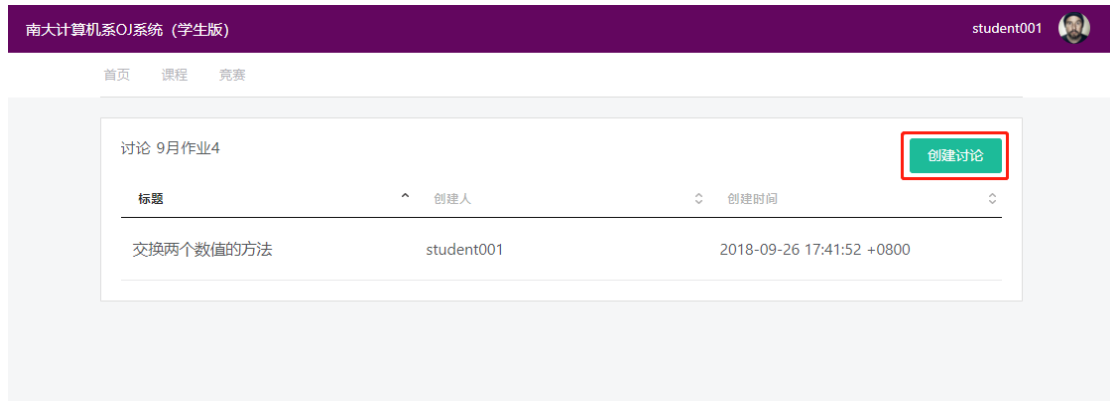 南大计算机系OJ系统（学生版） student001
首页 课程 竞赛
讨论 9月作业4 创建讨论
标题 创建人 创建时间
交换两个数值的方法 student001 2018-09-26 17:41:52 +0800